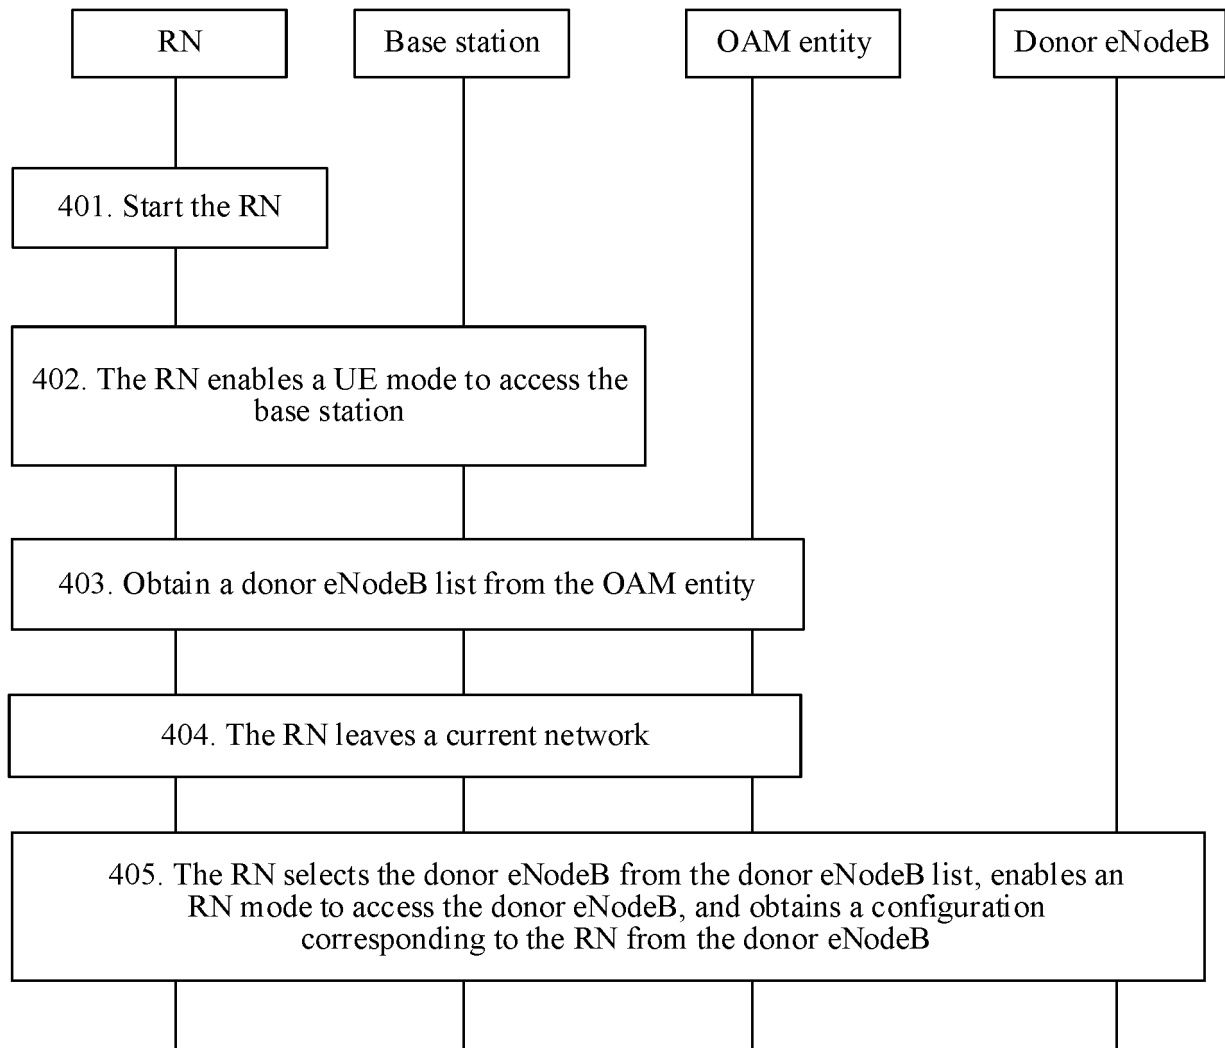 RN
Base station
OAM entity
Donor eNodeB
401. Start the RN
402. The RN enables a UE mode to access the
base station
403. Obtain a donor eNodeB list from the OAM entity
404. The RN leaves a current network
405. The RN selects the donor eNodeB from the donor eNodeB list, enables an
RN mode to access the donor eNodeB, and obtains a configuration
corresponding to the RN from the donor eNodeB